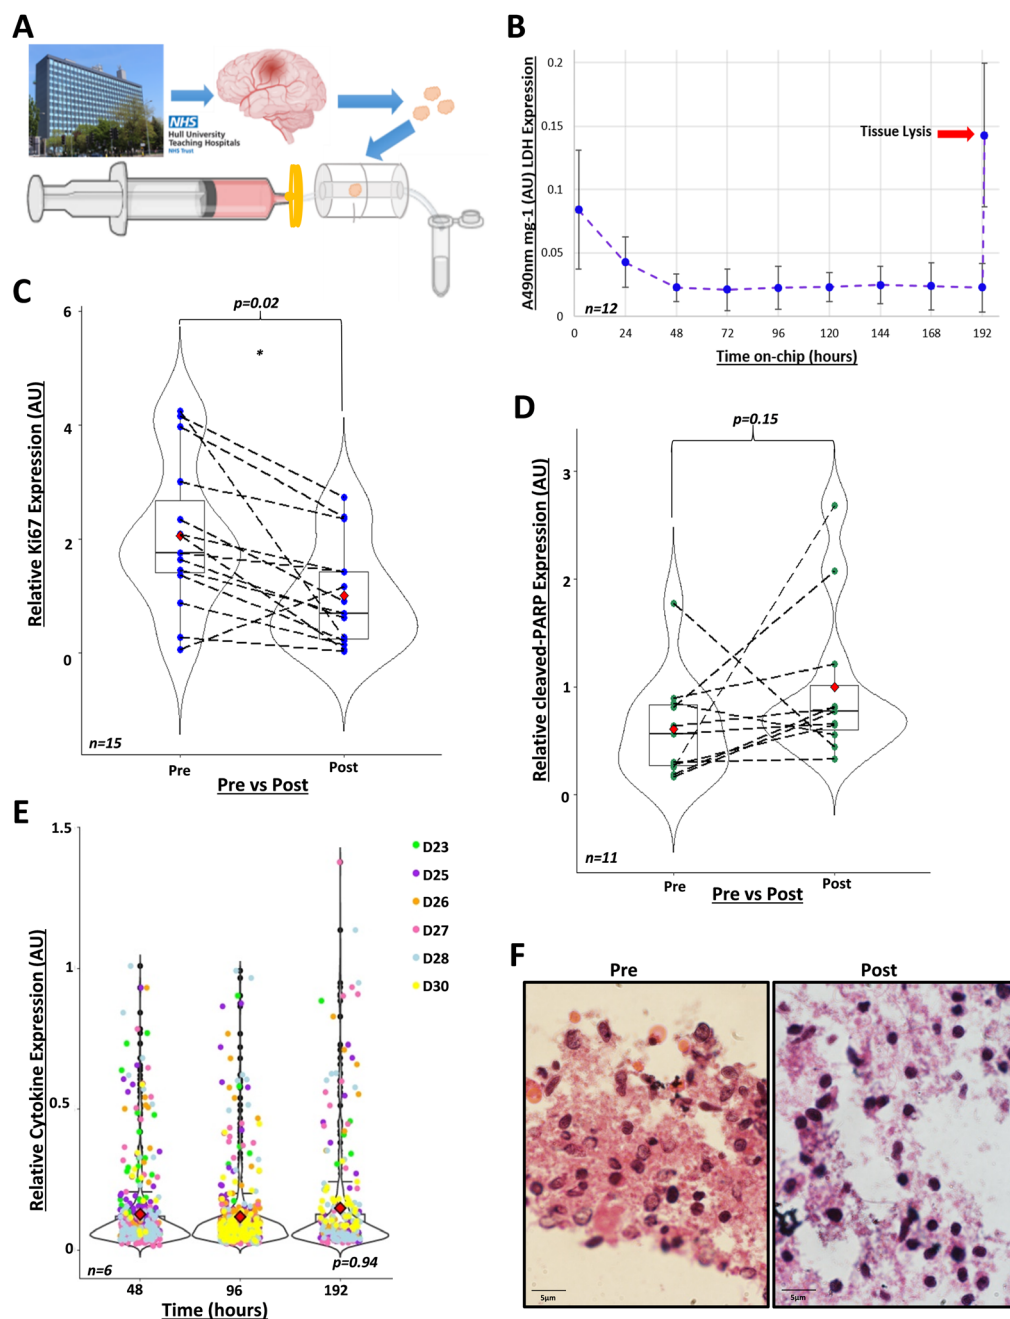 A
NHS
Hull University
Teaching Hospitals
NHS Trust
B
A490nm mg-1 (AU) LDH Expression
0.2
0.15
0.1
0.05
0
Tissue Lysis
n=12
0 24 48 72 96 120 144 168 192
Time on-chip (hours)
C
Relative Ki67 Expression (AU)
6
4
2
0
p=0.02
*
n=15
Pre Post
Pre vs Post
D
Relative cleaved-PARP Expression (AU)
3
2
1
0
p=0.15
n=11
Pre Post
Pre vs Post
E
Relative Cytokine Expression (AU)
1.5
1
0.5
0
D23
D25
D26
D27
D28
D30
n=6
p=0.94
48 96 192
Time (hours)
F
Pre Post
5μm 5μm